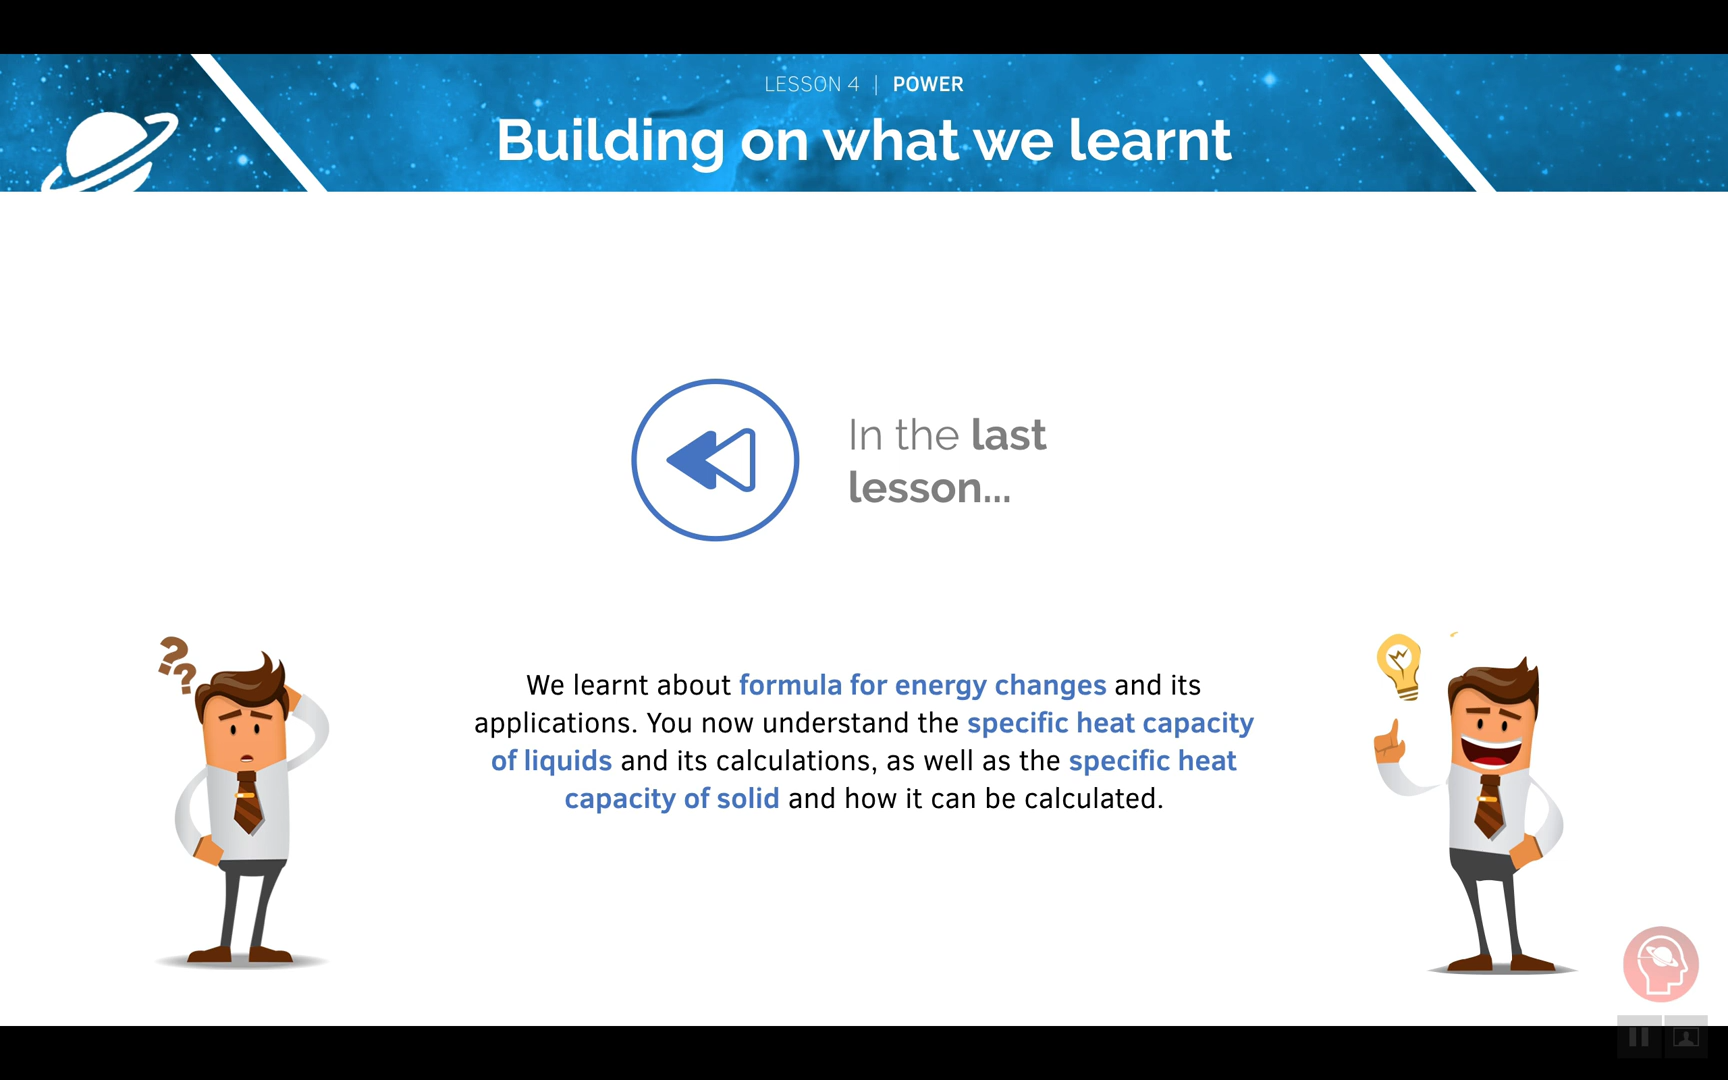 LESSON 4 | POWER
Building on what we learnt
In the last
lesson...
??
We learnt about formula for energy changes and its
applications. You now understand the specific heat capacity
of liquids and its calculations, as well as the specific heat
capacity of solid and how it can be calculated.